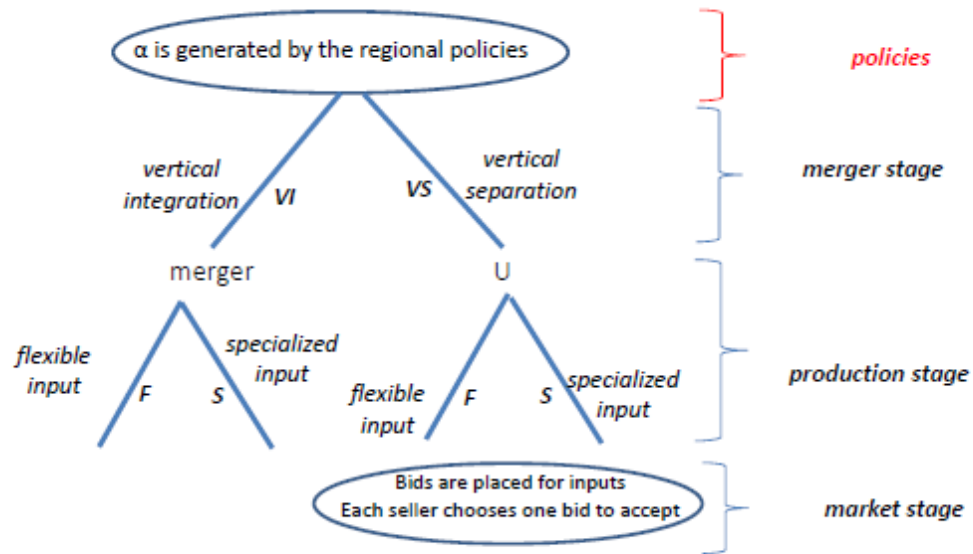 α is generated by the regional policies
policies
vertical
integration
VI
VS
vertical
separation
merger stage
merger
U
flexible
input
F
S
specialized
input
flexible
input
F
S
specialized
input
production stage
Bids are placed for inputs
Each seller chooses one bid to accept
market stage